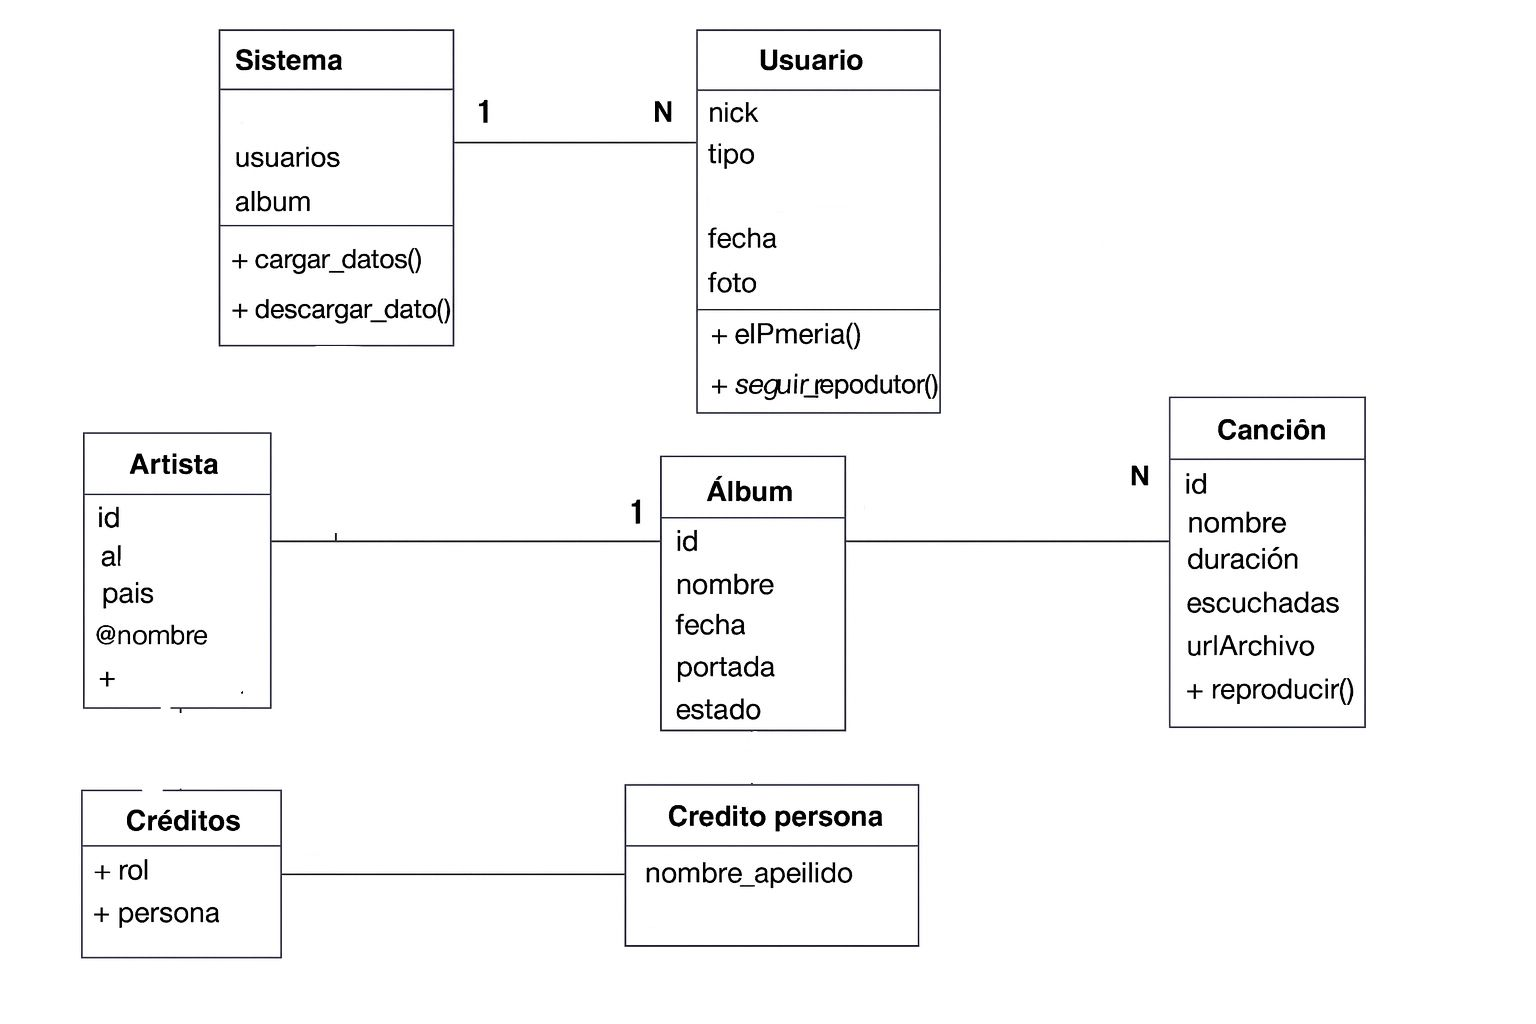 Sistema
usuarios
album
+ cargar_datos()
+ descargar_dato()
1
N
Usuario
nick
tipo
fecha
foto
+ elPmeria()
+ seguir_repodutor()
Artista
id
al
pais
@nombre
+
1
Álbum
id
nombre
fecha
portada
estado
N
Canciôn
id
nombre
duración
escuchadas
urlArchivo
+ reproducir()
Créditos
+ rol
+ persona
Credito persona
nombre_apeilido